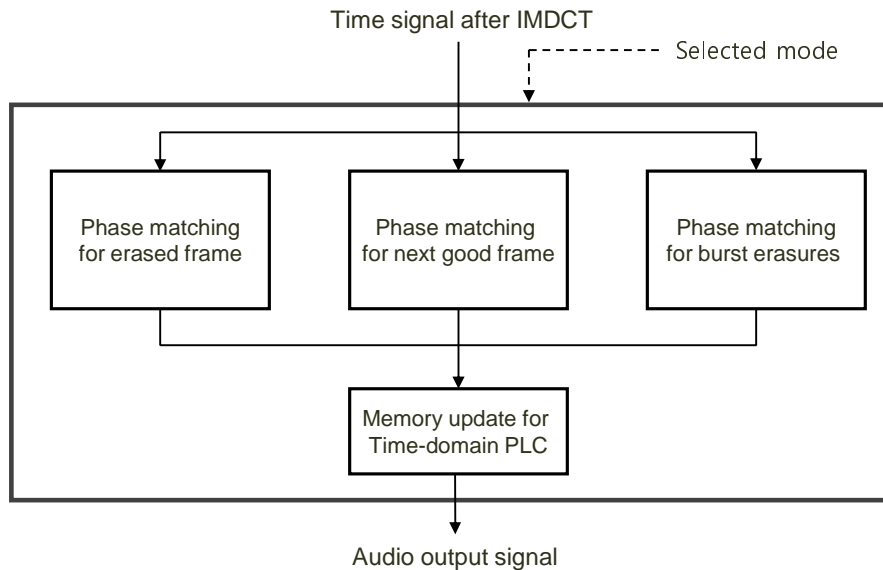 Time signal after IMDCT
Selected mode
Phase matching
for erased frame
Phase matching
for next good frame
Phase matching
for burst erasures
Memory update for
Time-domain PLC
Audio output signal